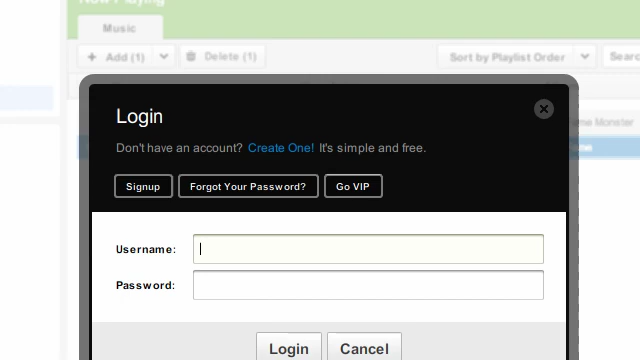 Now Playing
Music
Add (1) Delete (1) Sort by Playlist Order
Monster
Login
Don't have an account? Create One! It's simple and free.
Signup Forgot Your Password? Go VIP
Username:
Password:
Login Cancel